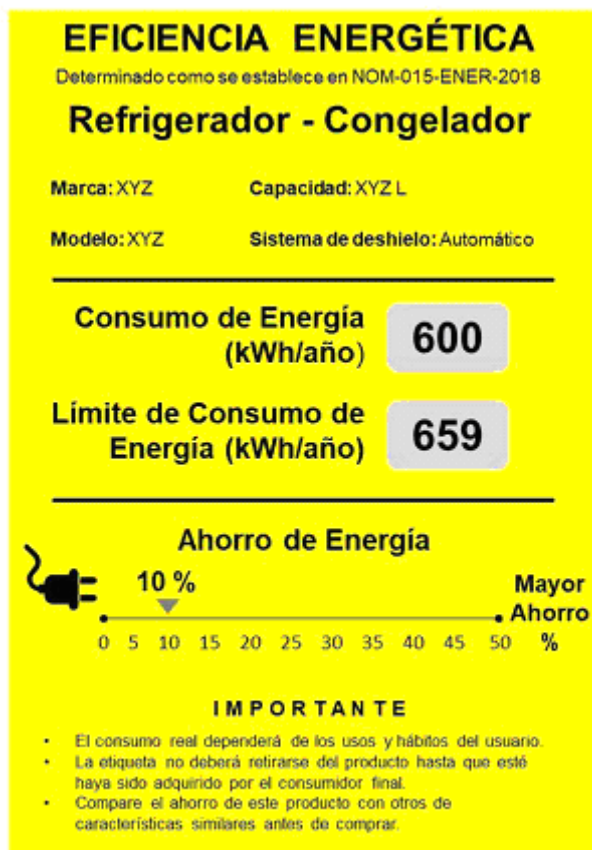 EFICIENCIA ENERGÉTICA
Determinado como se establece en NOM-015-ENER-2018
Refrigerador - Congelador
Marca: XYZ Capacidad: XYZ L
Modelo: XYZ Sistema de deshielo: Automático
Consumo de Energía
(kWh/año) 600
Límite de Consumo de
Energía (kWh/año) 659
Ahorro de Energía
10 %
Mayor
Ahorro
0 5 10 15 20 25 30 35 40 45 50 %
IMPORTANTE
• El consumo real dependerá de los usos y hábitos del usuario.
• La etiqueta no deberá retirarse del producto hasta que esté
haya sido adquirido por el consumidor final.
• Compare el ahorro de este producto con otros de
características similares antes de comprar.